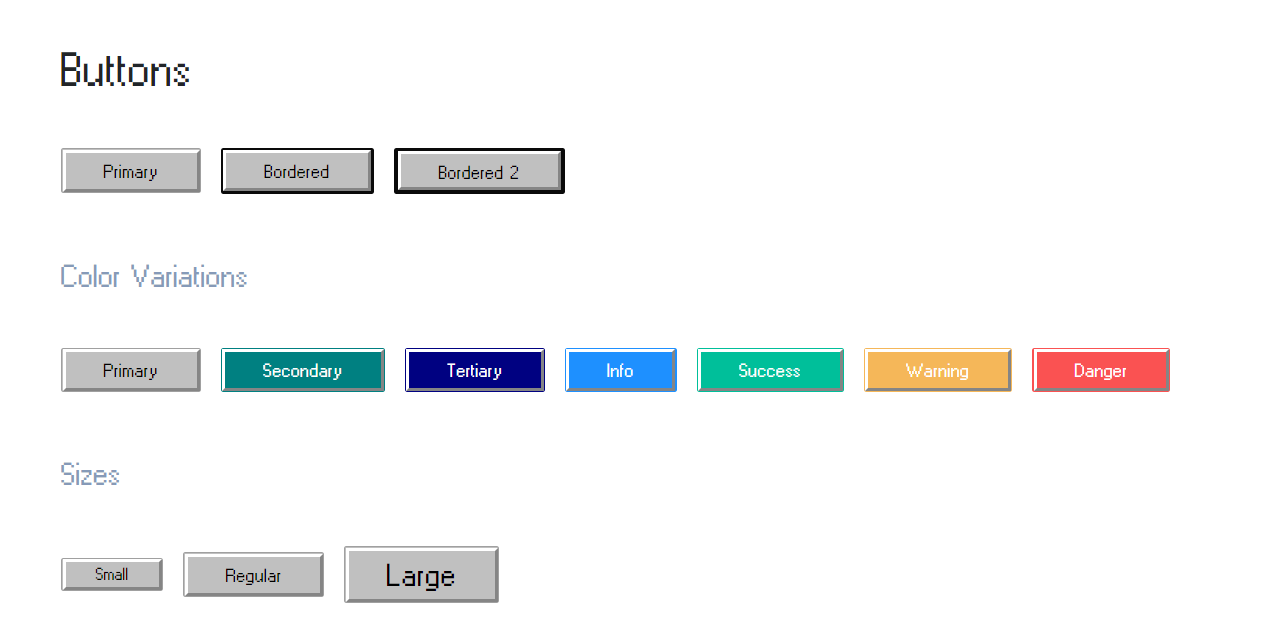 Buttons
Primary Bordered Bordered 2
Color Variations
Primary Secondary Tertiary Info Success Warning Danger
Sizes
Small Regular Large